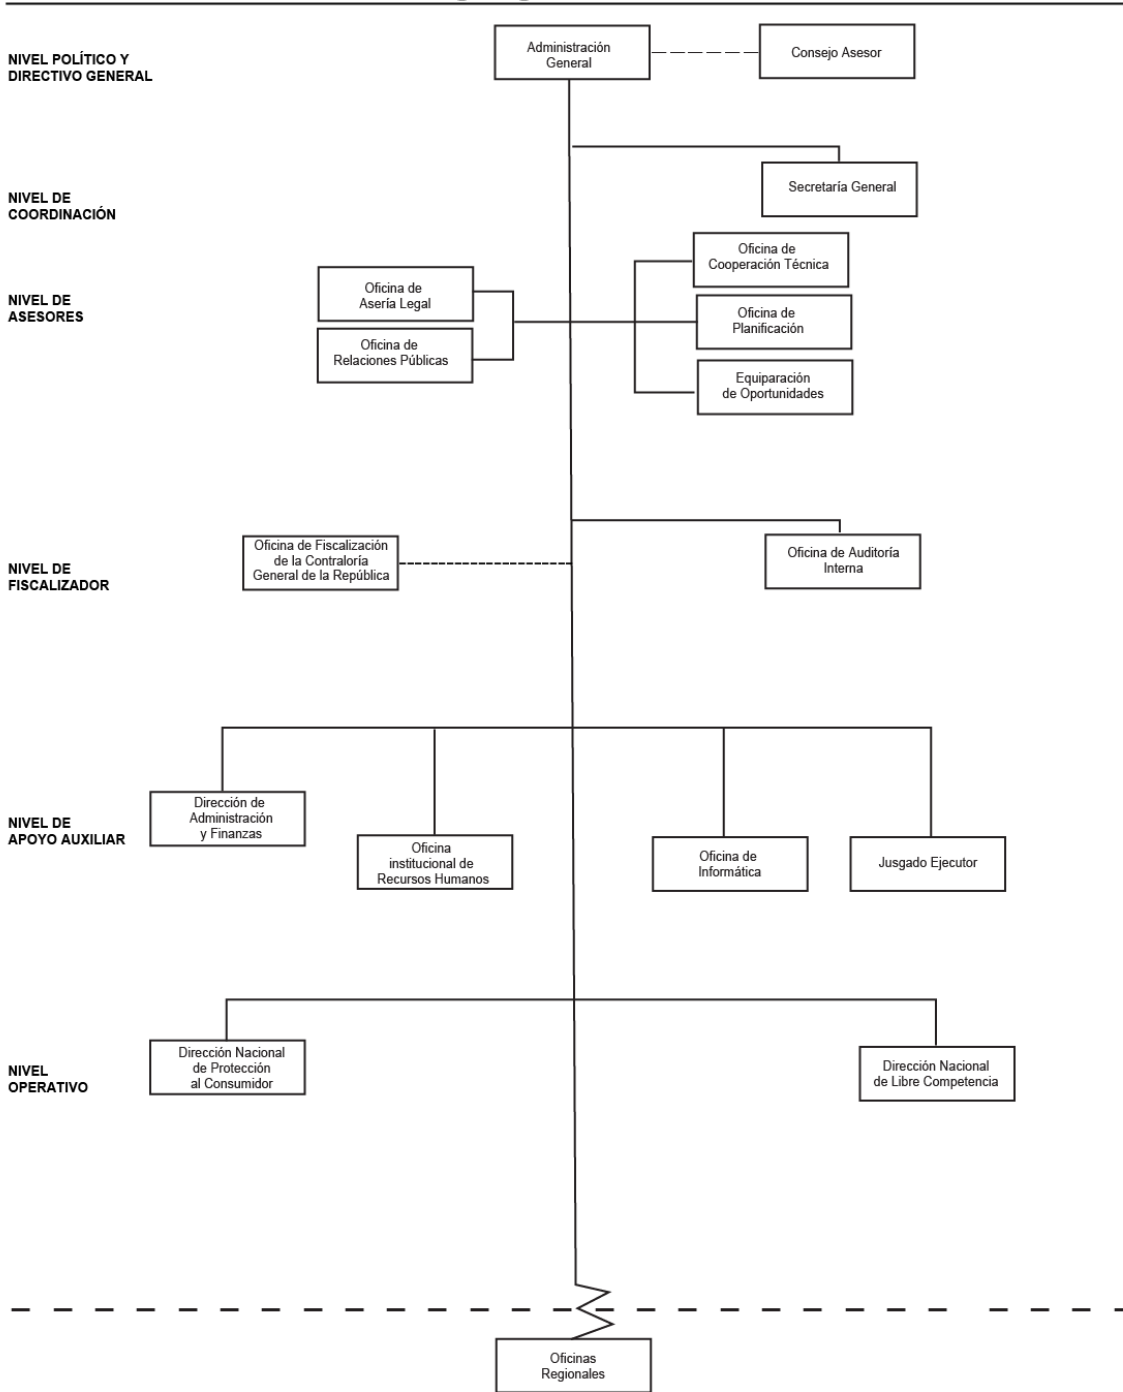 NIVEL POLÍTICO Y
DIRECTIVO GENERAL
Administración
General
Consejo Asesor
NIVEL DE
COORDINACIÓN
Secretaría General
NIVEL DE
ASESORES
Oficina de
Asería Legal
Oficina de
Relaciones Públicas
Oficina de
Cooperación Técnica
Oficina de
Planificación
Equiparación
de Oportunidades
NIVEL DE
FISCALIZADOR
Oficina de Fiscalización
de la Contraloría
General de la República
Oficina de Auditoría
Interna
NIVEL DE
APOYO AUXILIAR
Dirección de
Administración
y Finanzas
Oficina
institucional de
Recursos Humanos
Oficina de
Informática
Jusgado Ejecutor
NIVEL
OPERATIVO
Dirección Nacional
de Protección
al Consumidor
Dirección Nacional
de Libre Competencia
Oficinas
Regionales